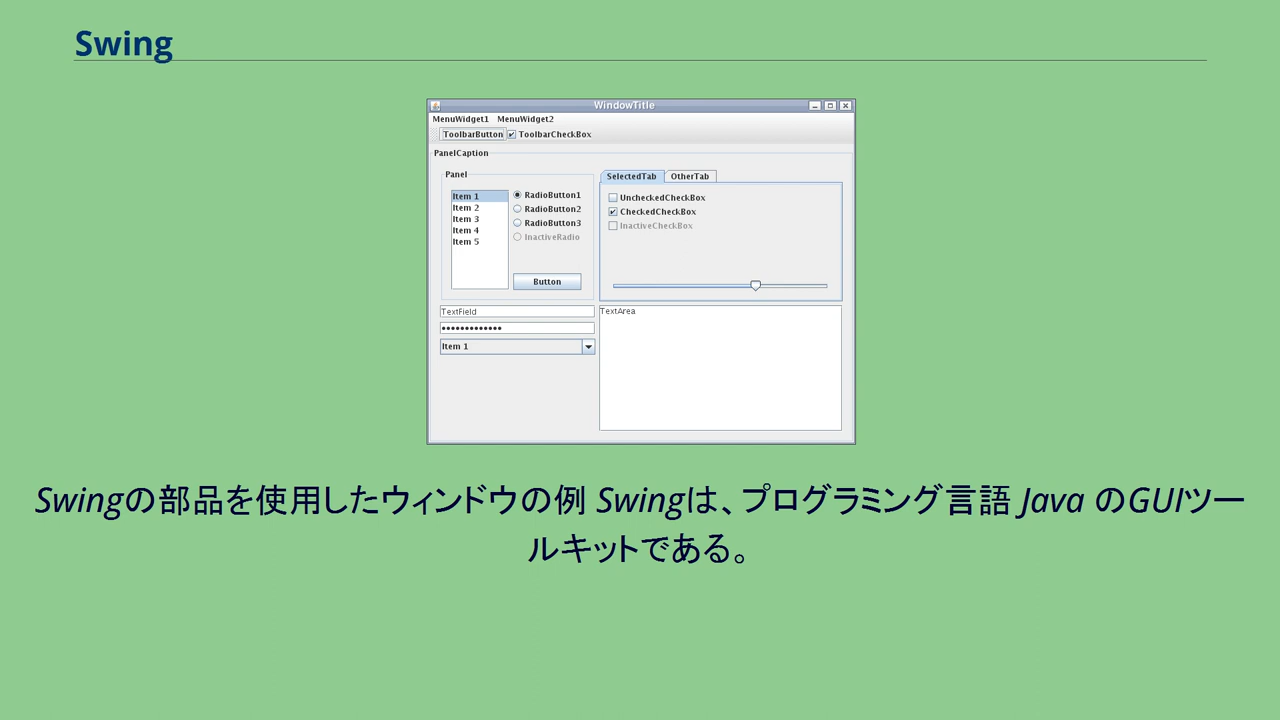 Swing
WindowTitle
MenuWidget1 MenuWidget2
ToolbarButton ToolbarCheckBox
PanelCaption
Panel
Item 1
Item 2
Item 3
Item 4
Item 5
RadioButton1
RadioButton2
RadioButton3
InactiveRadio
Button
SelectedTab OtherTab
UncheckedCheckBox
CheckedCheckBox
InactiveCheckBox
TextField
•••••••••••••
Item 1
TextArea
Swingの部品を使用したウィンドウの例 Swingは、プログラミング言語 Java のGUIツー
ルキットである。